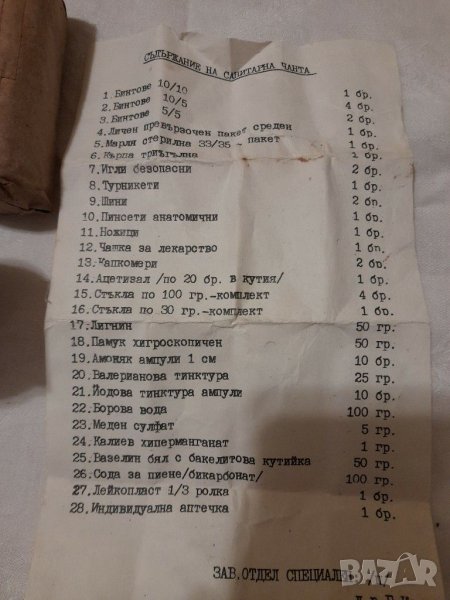 СЪДЪРЖАНИЕ НА САНИТАРНА ЧАНТА
1. Бинтове 10/10 1 бр.
2. Бинтове 10/5 4 бр.
3. Бинтове 5/5 2 бр.
4. Личен превързочен пакет среден 1 бр.
5. Марля стерилна 33/35 - пакет 1 бр.
6. Кърпа триъгълна 1 бр.
7. Игли безопасни 2 бр.
8. Турникети 1 бр.
9. Шини 2 бр.
10. Пинсети анатомични 1 бр.
11. Ножици 1 бр.
12. Чашка за лекарство 1 бр.
13. Капкомери 2 бр.
14. Ацетизал /по 20 бр. в кутия/ 1 бр.
15. Стъкла по 100 гр.-комплект 4 бр.
16. Стъкла по 30 гр.-комплект 1 бр.
17. Лигнин 50 гр.
18. Памук хигроскопичен 50 гр.
19. Амоняк ампули 1 см 10 бр.
20. Валерианова тинктура 25 гр.
21. Йодова тинктура ампули 10 бр.
22. Борова вода 100 гр.
23. Меден сулфат 5 гр.
24. Калиев хиперманганат 1 гр.
25. Вазелин бял с бакелитова кутийка 50 гр.
26. Сода за пиене/бикарбонат/ 100 гр.
27. Лейкопласт 1/3 ролка 1 бр.
28. Индивидуална аптечка 1 бр.
ЗАВ. ОТДЕЛ
BAZAR